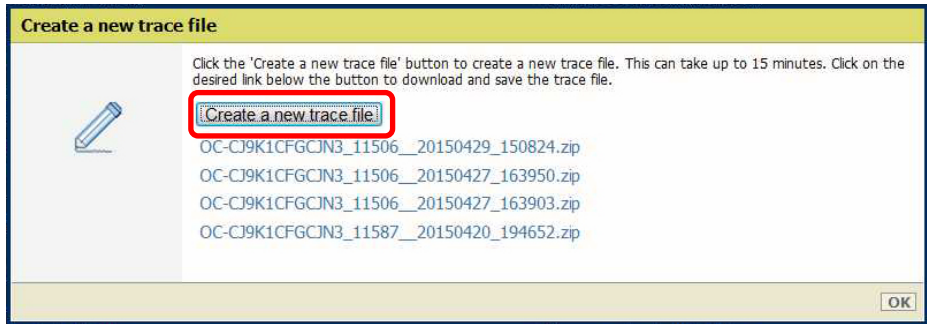 Create a new trace file
Click the 'Create a new trace file' button to create a new trace file. This can take up to 15 minutes. Click on the
desired link below the button to download and save the trace file.
Create a new trace file
OC-CJ9K1CFGCJN3_11506__20150429_150824.zip
OC-CJ9K1CFGCJN3_11506__20150427_163950.zip
OC-CJ9K1CFGCJN3_11506__20150427_163903.zip
OC-CJ9K1CFGCJN3_11587__20150420_194652.zip
OK